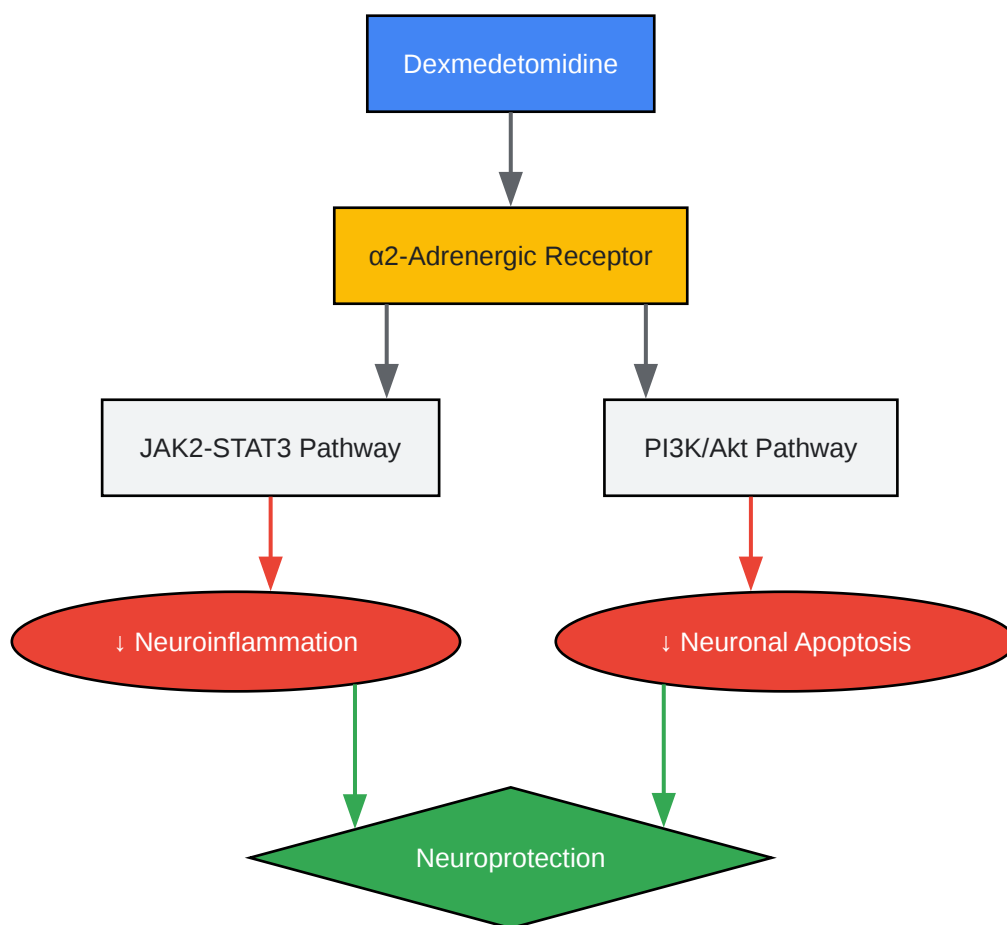 Dexmedetomidine
α2-Adrenergic Receptor
JAK2-STAT3 Pathway
PI3K/Akt Pathway
↓ Neuroinflammation
↓ Neuronal Apoptosis
Neuroprotection